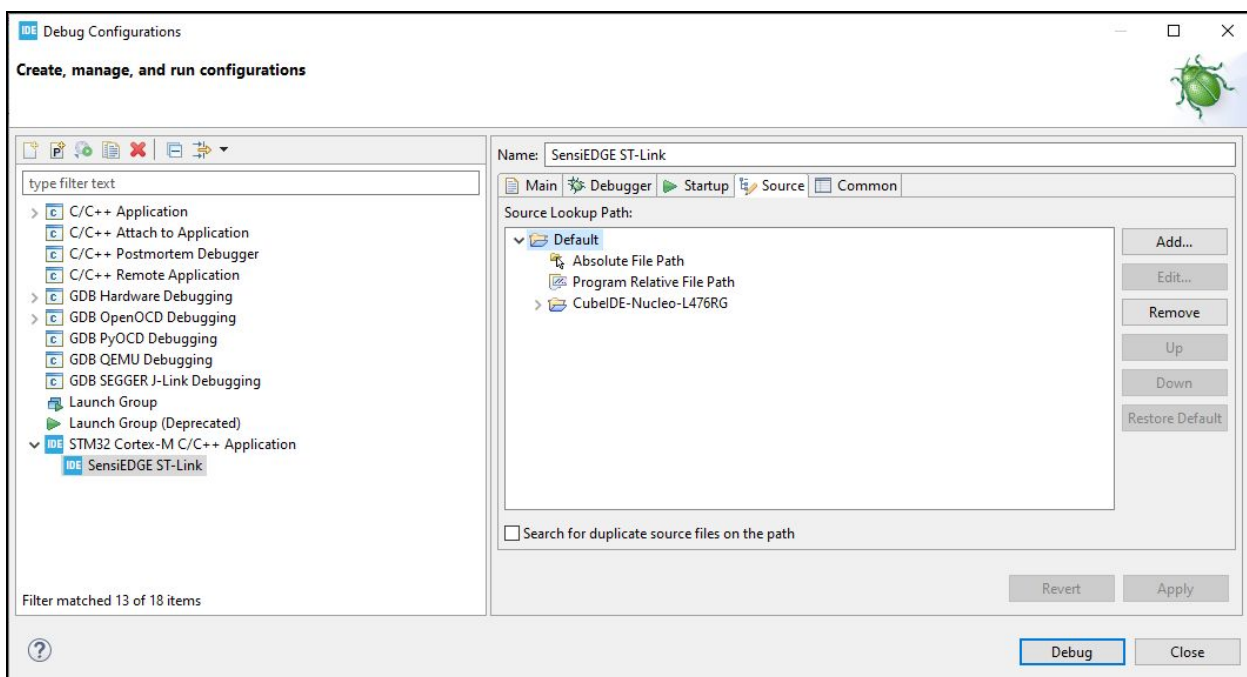 IDE Debug Configurations
Create, manage, and run configurations
type filter text
C/C++ Application
C/C++ Attach to Application
C/C++ Postmortem Debugger
C/C++ Remote Application
GDB Hardware Debugging
GDB OpenOCD Debugging
GDB PyOCD Debugging
GDB QEMU Debugging
GDB SEGGER J-Link Debugging
Launch Group
Launch Group (Deprecated)
IDE STM32 Cortex-M C/C++ Application
IDE SensiEDGE ST-Link
Filter matched 13 of 18 items
Name: SensiEDGE ST-Link
Main Debugger Startup Source Common
Source Lookup Path:
Default
Absolute File Path
Program Relative File Path
CubeIDE-Nucleo-L476RG
Add...
Edit...
Remove
Up
Down
Restore Default
Search for duplicate source files on the path
Revert Apply
Debug Close